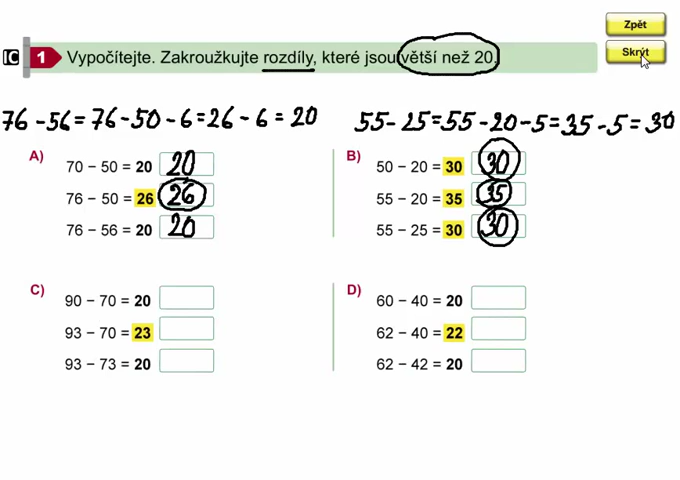 Zpět
1 Vypočítejte. Zakroužkujte rozdíly, které jsou větší než 20.
Skrýt
76 - 56 = 76 - 50 - 6 = 26 - 6 = 20
55 - 25 = 55 - 20 - 5 = 35 - 5 = 30
A)
70 − 50 = 20 20
76 − 50 = 26 26
76 − 56 = 20 20
B)
50 − 20 = 30 30
55 − 20 = 35 35
55 − 25 = 30 30
C)
90 − 70 = 20
93 − 70 = 23
93 − 73 = 20
D)
60 − 40 = 20
62 − 40 = 22
62 − 42 = 20